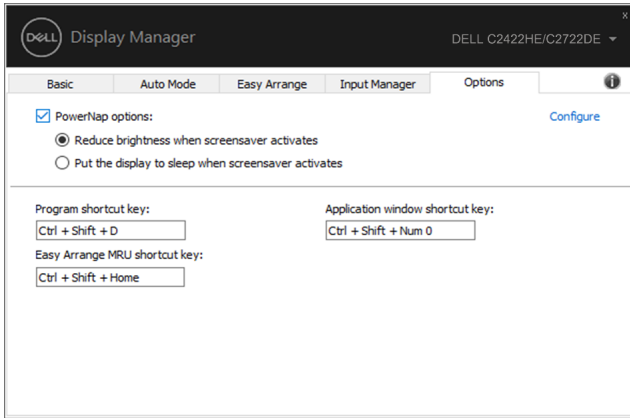 x
DELL Display Manager
DELL C2422HE/C2722DE
Basic Auto Mode Easy Arrange Input Manager Options
PowerNap options: Configure
Reduce brightness when screensaver activates
Put the display to sleep when screensaver activates
Program shortcut key: Application window shortcut key:
Ctrl + Shift + D Ctrl + Shift + Num 0
Easy Arrange MRU shortcut key:
Ctrl + Shift + Home